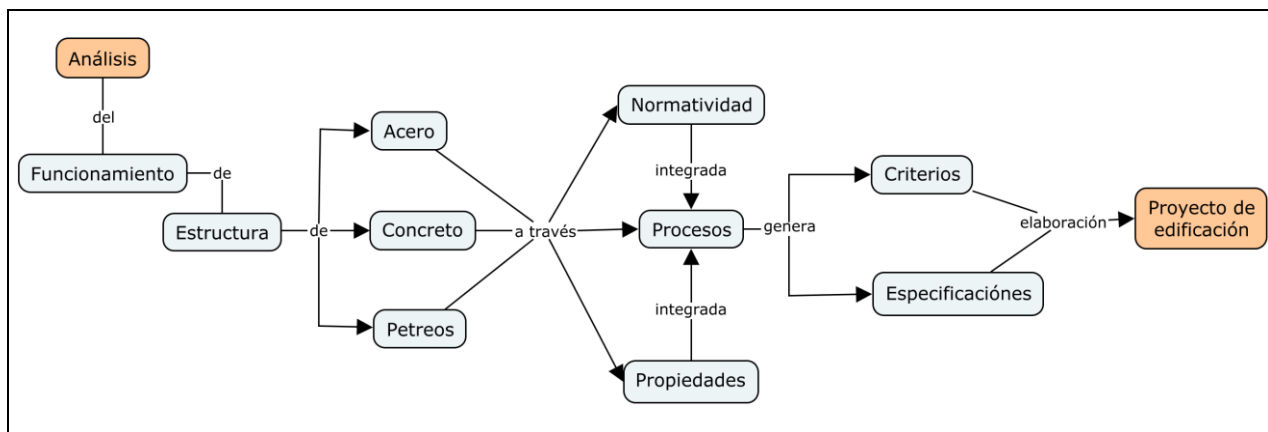 Análisis
del
Funcionamiento
de
Estructura
de
Acero
Concreto
Petreos
a través
Normatividad
integrada
Procesos
integrada
Propiedades
genera
Criterios
Especificaciónes
elaboración
Proyecto de
edificación